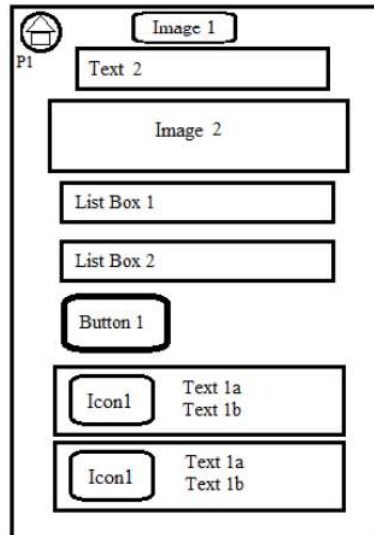 Image 1
P1
Text 2
Image 2
List Box 1
List Box 2
Button 1
Icon1
Text 1a
Text 1b
Icon1
Text 1a
Text 1b